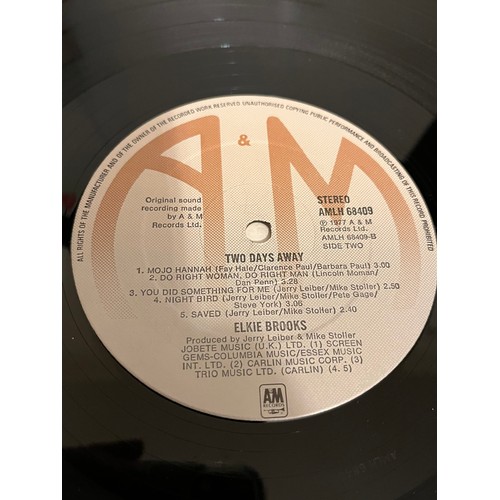 ALL RIGHTS OF THE MANUFACTURER AND OF THE OWNER OF THE RECORDED WORK RESERVED UNAUTHORISED COPYING PUBLIC PERFORMANCE AND BROADCASTING OF THIS RECORD PROHIBITED
A & M
Original sound
recording made
by A & M
Records Ltd.
STEREO
AMLH 68409
℗ 1977 A & M
Records Ltd.
AMLH 68409-B
SIDE TWO
TWO DAYS AWAY
1. MOJO HANNAH (Fay Hale/Clarence Paul/Barbara Paul) 3.00
2. DO RIGHT WOMAN, DO RIGHT MAN (Lincoln Moman/
Dan Penn) 3.28
3. YOU DID SOMETHING FOR ME (Jerry Leiber/Mike Stoller) 2.50
4. NIGHT BIRD (Jerry Leiber/Mike Stoller/Pete Gage/
Steve York) 3.06
5. SAVED (Jerry Leiber/Mike Stoller) 2.40
ELKIE BROOKS
Produced by Jerry Leiber & Mike Stoller
JOBETE MUSIC (U.K.) LTD. (1) SCREEN
GEMS-COLUMBIA MUSIC/ESSEX MUSIC
INT. LTD. (2) CARLIN MUSIC CORP. (3)
TRIO MUSIC LTD. (CARLIN) (4. 5)
AM
RECORDS